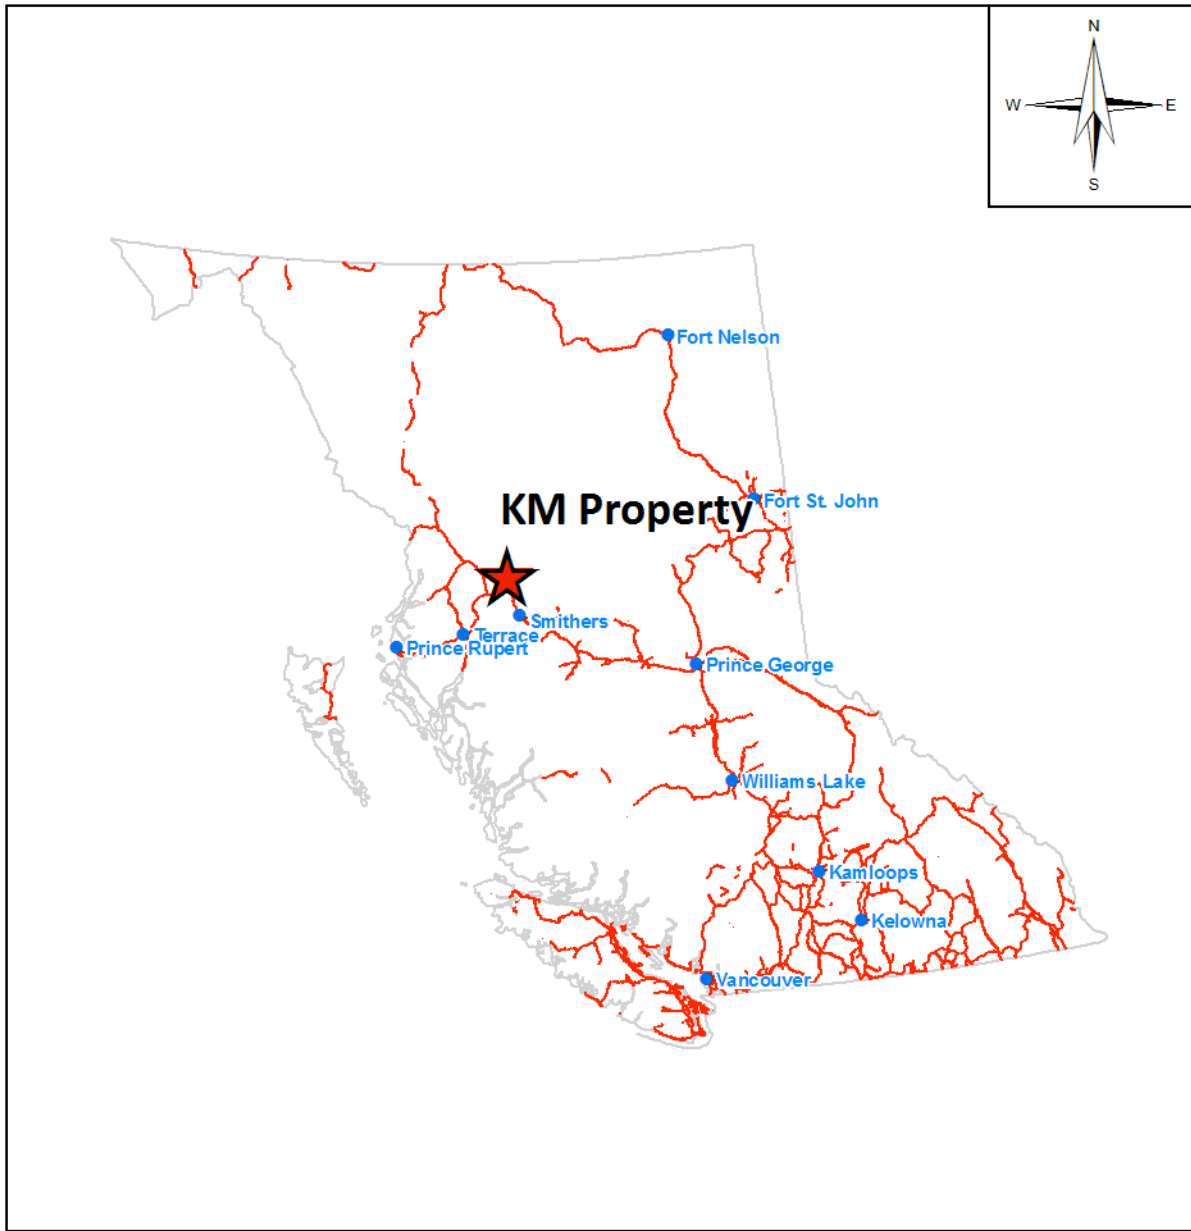 N
W E
S
Fort Nelson
KM Property
Fort St. John
Smithers
Terrace
Prince Rupert
Prince George
Williams Lake
Kamloops
Kelowna
Vancouver